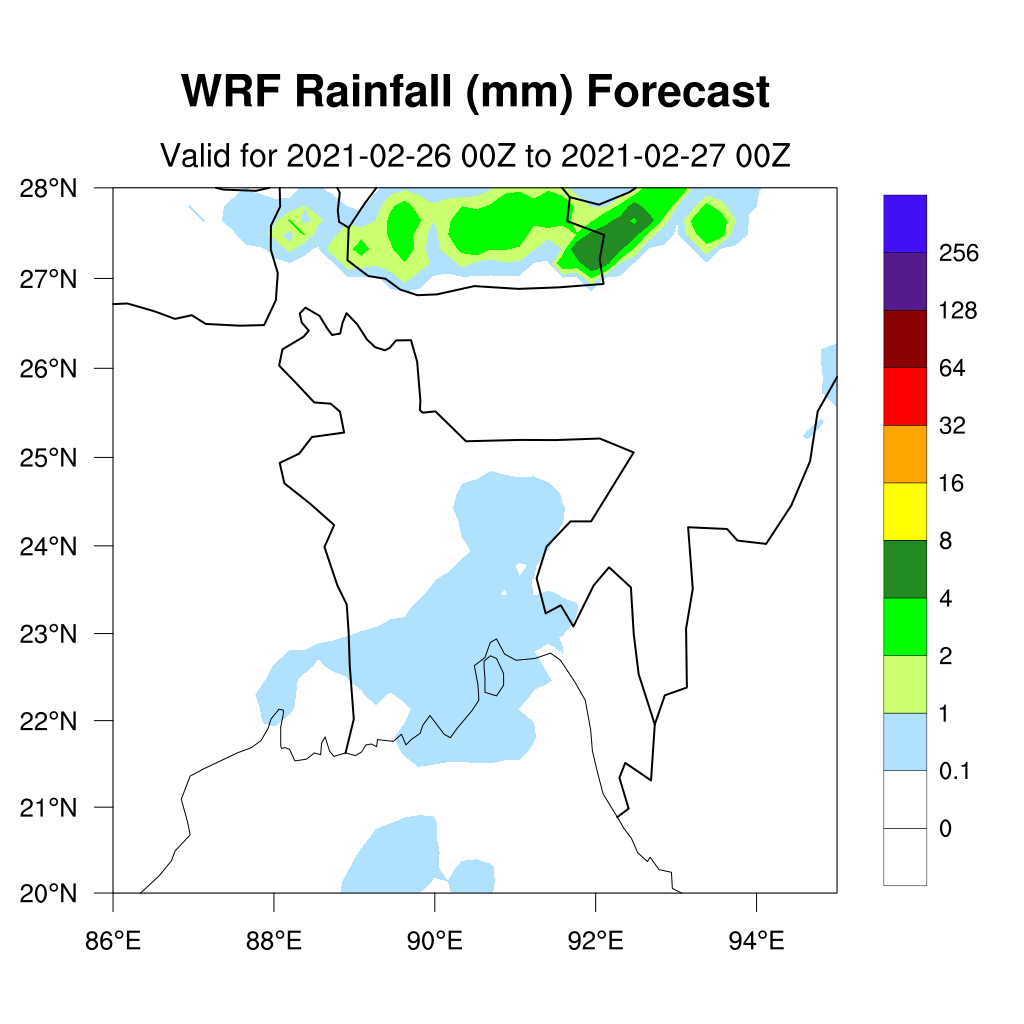 WRF Rainfall (mm) Forecast
Valid for 2021-02-26 00Z to 2021-02-27 00Z
28°N
27°N
26°N
25°N
24°N
23°N
22°N
21°N
20°N
86°E 88°E 90°E 92°E 94°E
256
128
64
32
16
8
4
2
1
0.1
0